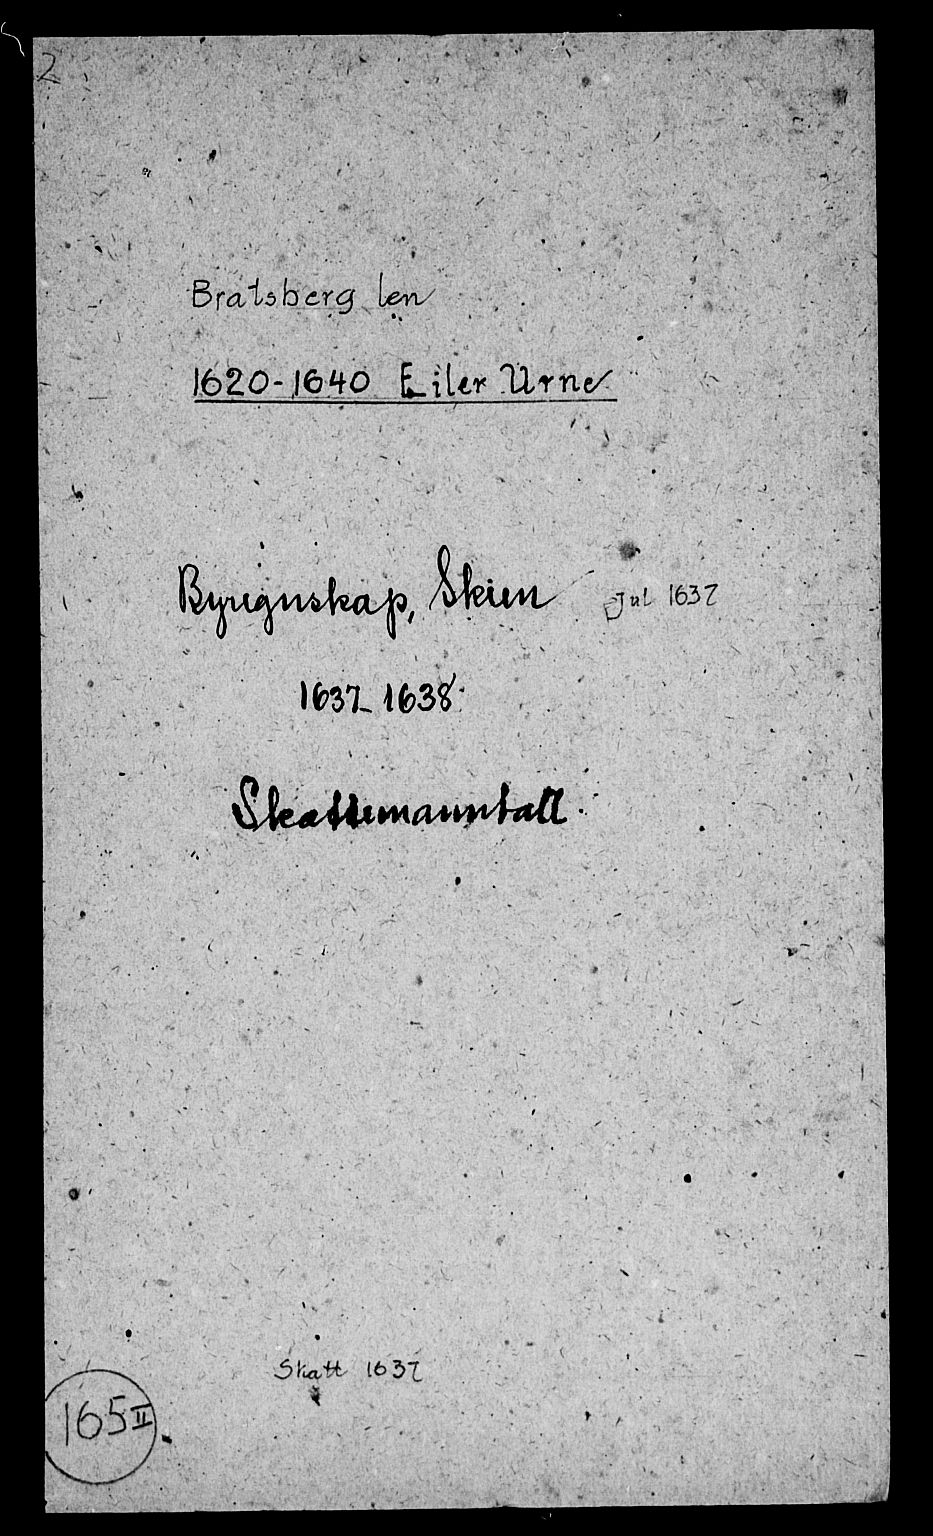 2
Bratsberg len
1620-1640 Eiler Urne
Byregnskap, Skien Jul 1637
1637-1638
Skattemanntall
Skatt 1637
165 II